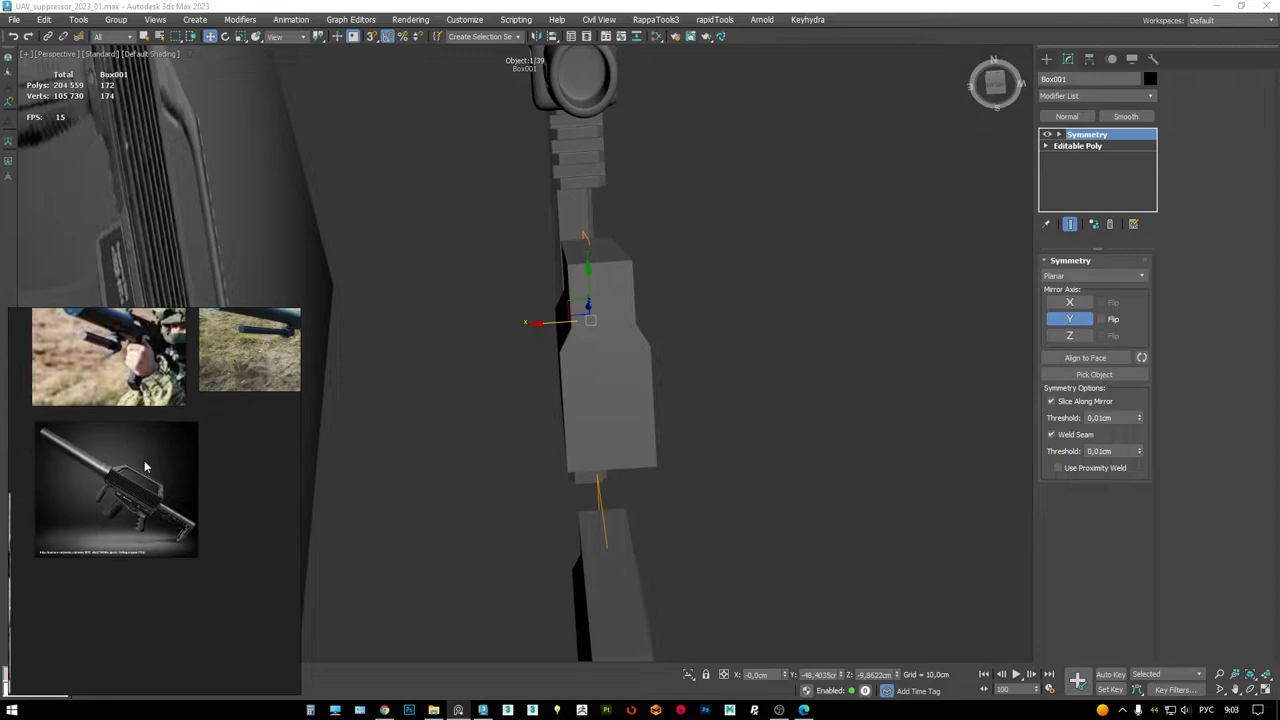 UAV_suppressor_2023_01.max - Autodesk 3ds Max 2023
File Edit Tools Group Views Create Modifiers Animation Graph Editors Rendering Customize Scripting Help Civil View RappaTools3 rapidTools Arnold Keyhydra
Workspaces: Default
All View Create Selection Se
[+] [Perspective] [Standard] [Default Shading]
Total Box001
Polys: 204 559 172
Verts: 105 730 174
FPS: 15
Object:1/39
Box001
N
W
S
Box001
Modifier List
Normal Smooth
Symmetry
Editable Poly
Symmetry
Planar
Mirror Axis:
X Flip
Y Flip
Z Flip
Align to Face
Pick Object
Symmetry Options:
Slice Along Mirror
Threshold: 0,01cm
Weld Seam
Threshold: 0,01cm
Use Proximity Weld
x
X: -0,0cm Y: -48,4035cm Z: -9,8622cm Grid = 10,0cm
Enabled: Add Time Tag
100
Auto Key Selected
Set Key Key Filters...
44 РУС 9:03